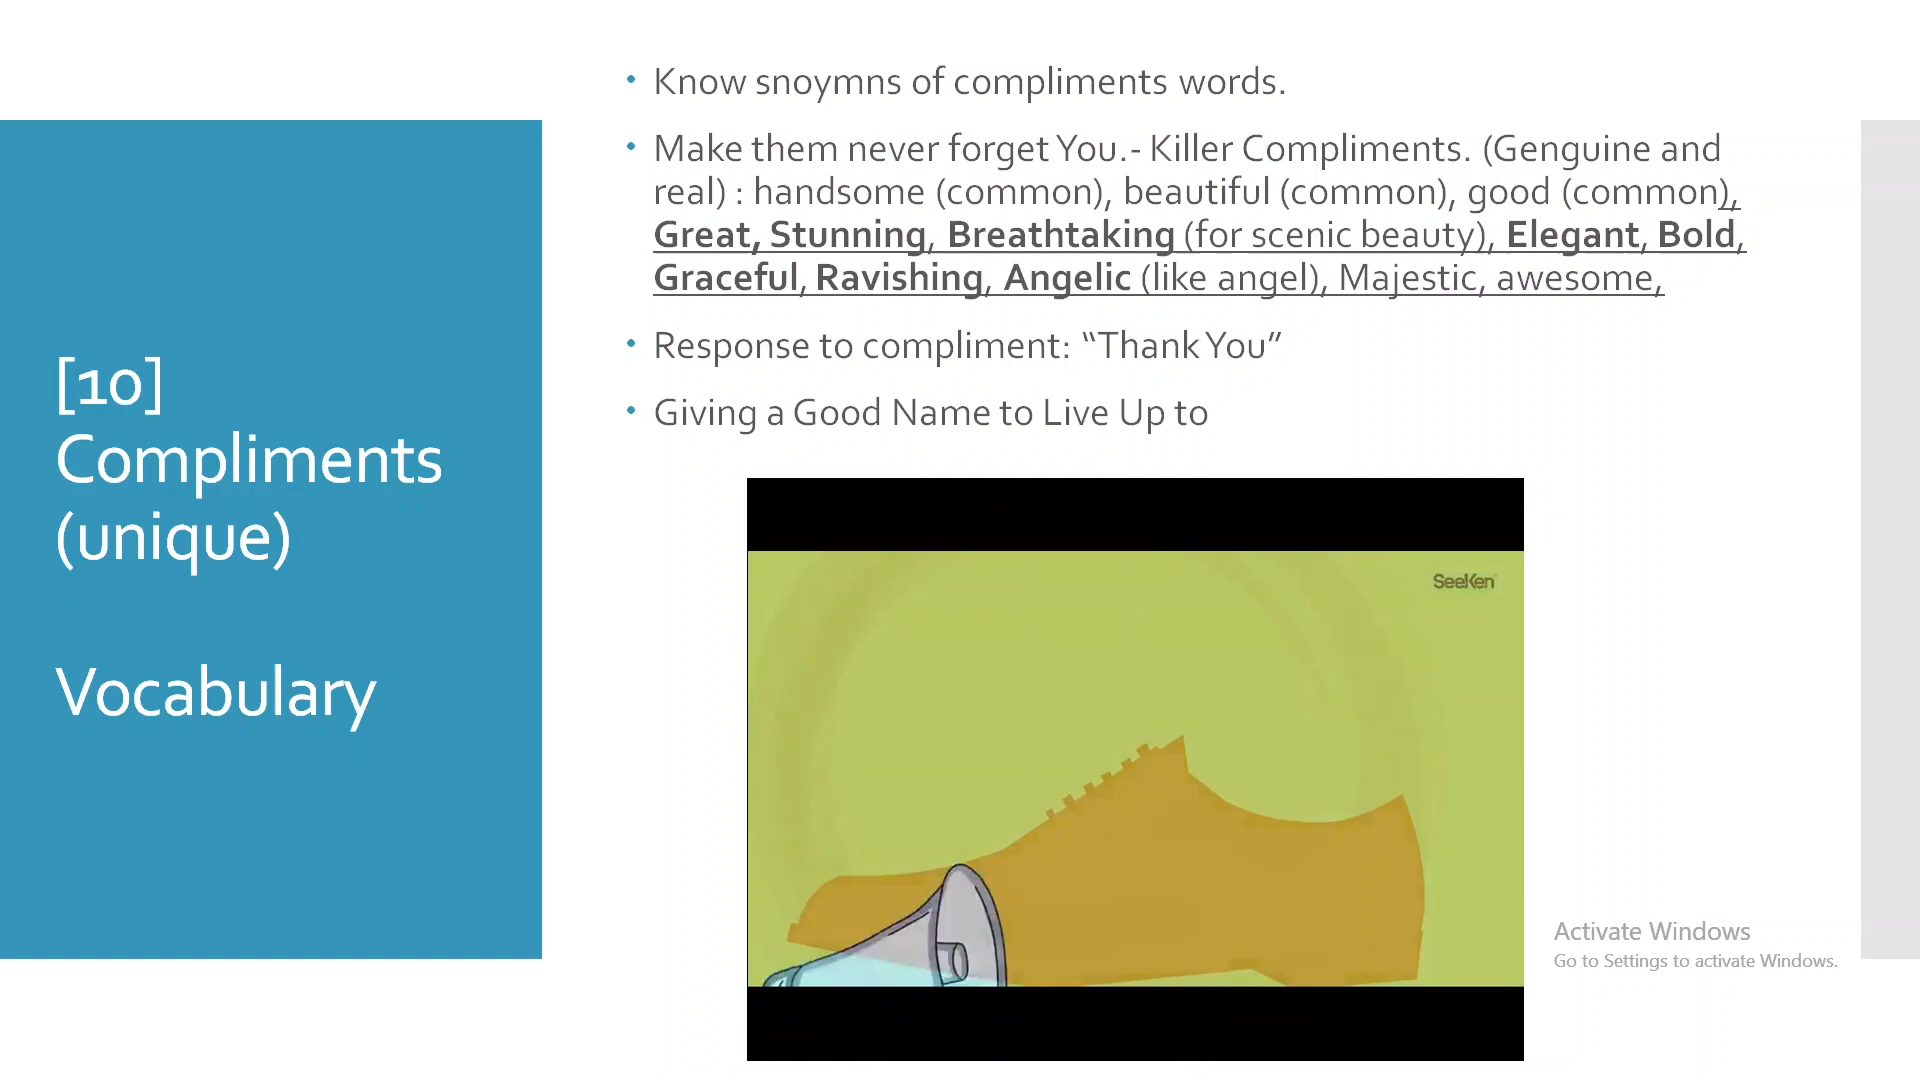 [10]
Compliments
(unique)
Vocabulary
• Know snoymns of compliments words.
• Make them never forget You.- Killer Compliments. (Genguine and
real) : handsome (common), beautiful (common), good (common),
Great, Stunning, Breathtaking (for scenic beauty), Elegant, Bold,
Graceful, Ravishing, Angelic (like angel), Majestic, awesome,
• Response to compliment: “Thank You”
• Giving a Good Name to Live Up to
SeeKen
Activate Windows
Go to Settings to activate Windows.